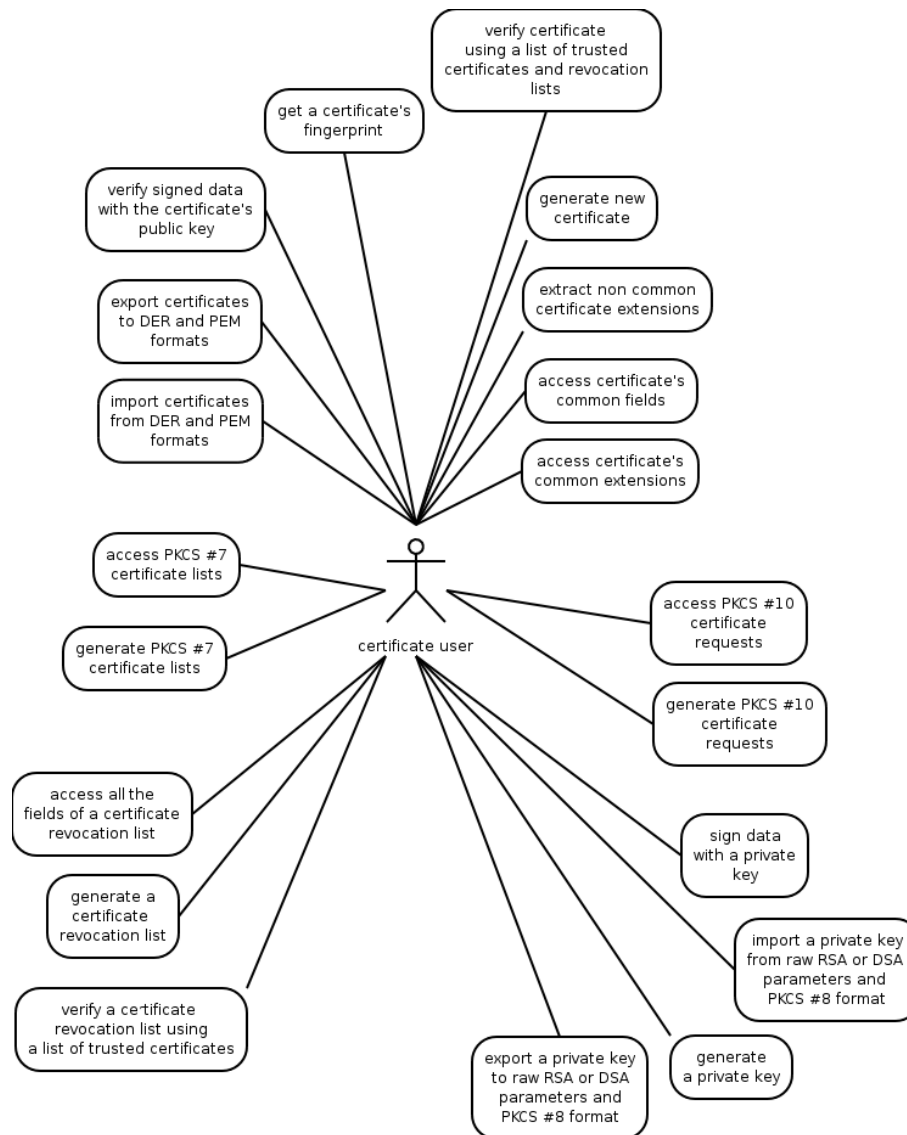 verify certificate
using a list of trusted
certificates and revocation
lists
get a certificate's
fingerprint
verify signed data
with the certificate's
public key
generate new
certificate
export certificates
to DER and PEM
formats
extract non common
certificate extensions
import certificates
from DER and PEM
formats
access certificate's
common fields
access certificate's
common extensions
access PKCS #7
certificate lists
generate PKCS #7
certificate lists
certificate user
access PKCS #10
certificate
requests
generate PKCS #10
certificate
requests
access all the
fields of a certificate
revocation list
sign data
with a private
key
generate a
certificate
revocation list
import a private key
from raw RSA or DSA
parameters and
PKCS #8 format
verify a certificate
revocation list using
a list of trusted certificates
export a private key
to raw RSA or DSA
parameters and
PKCS #8 format
generate
a private key